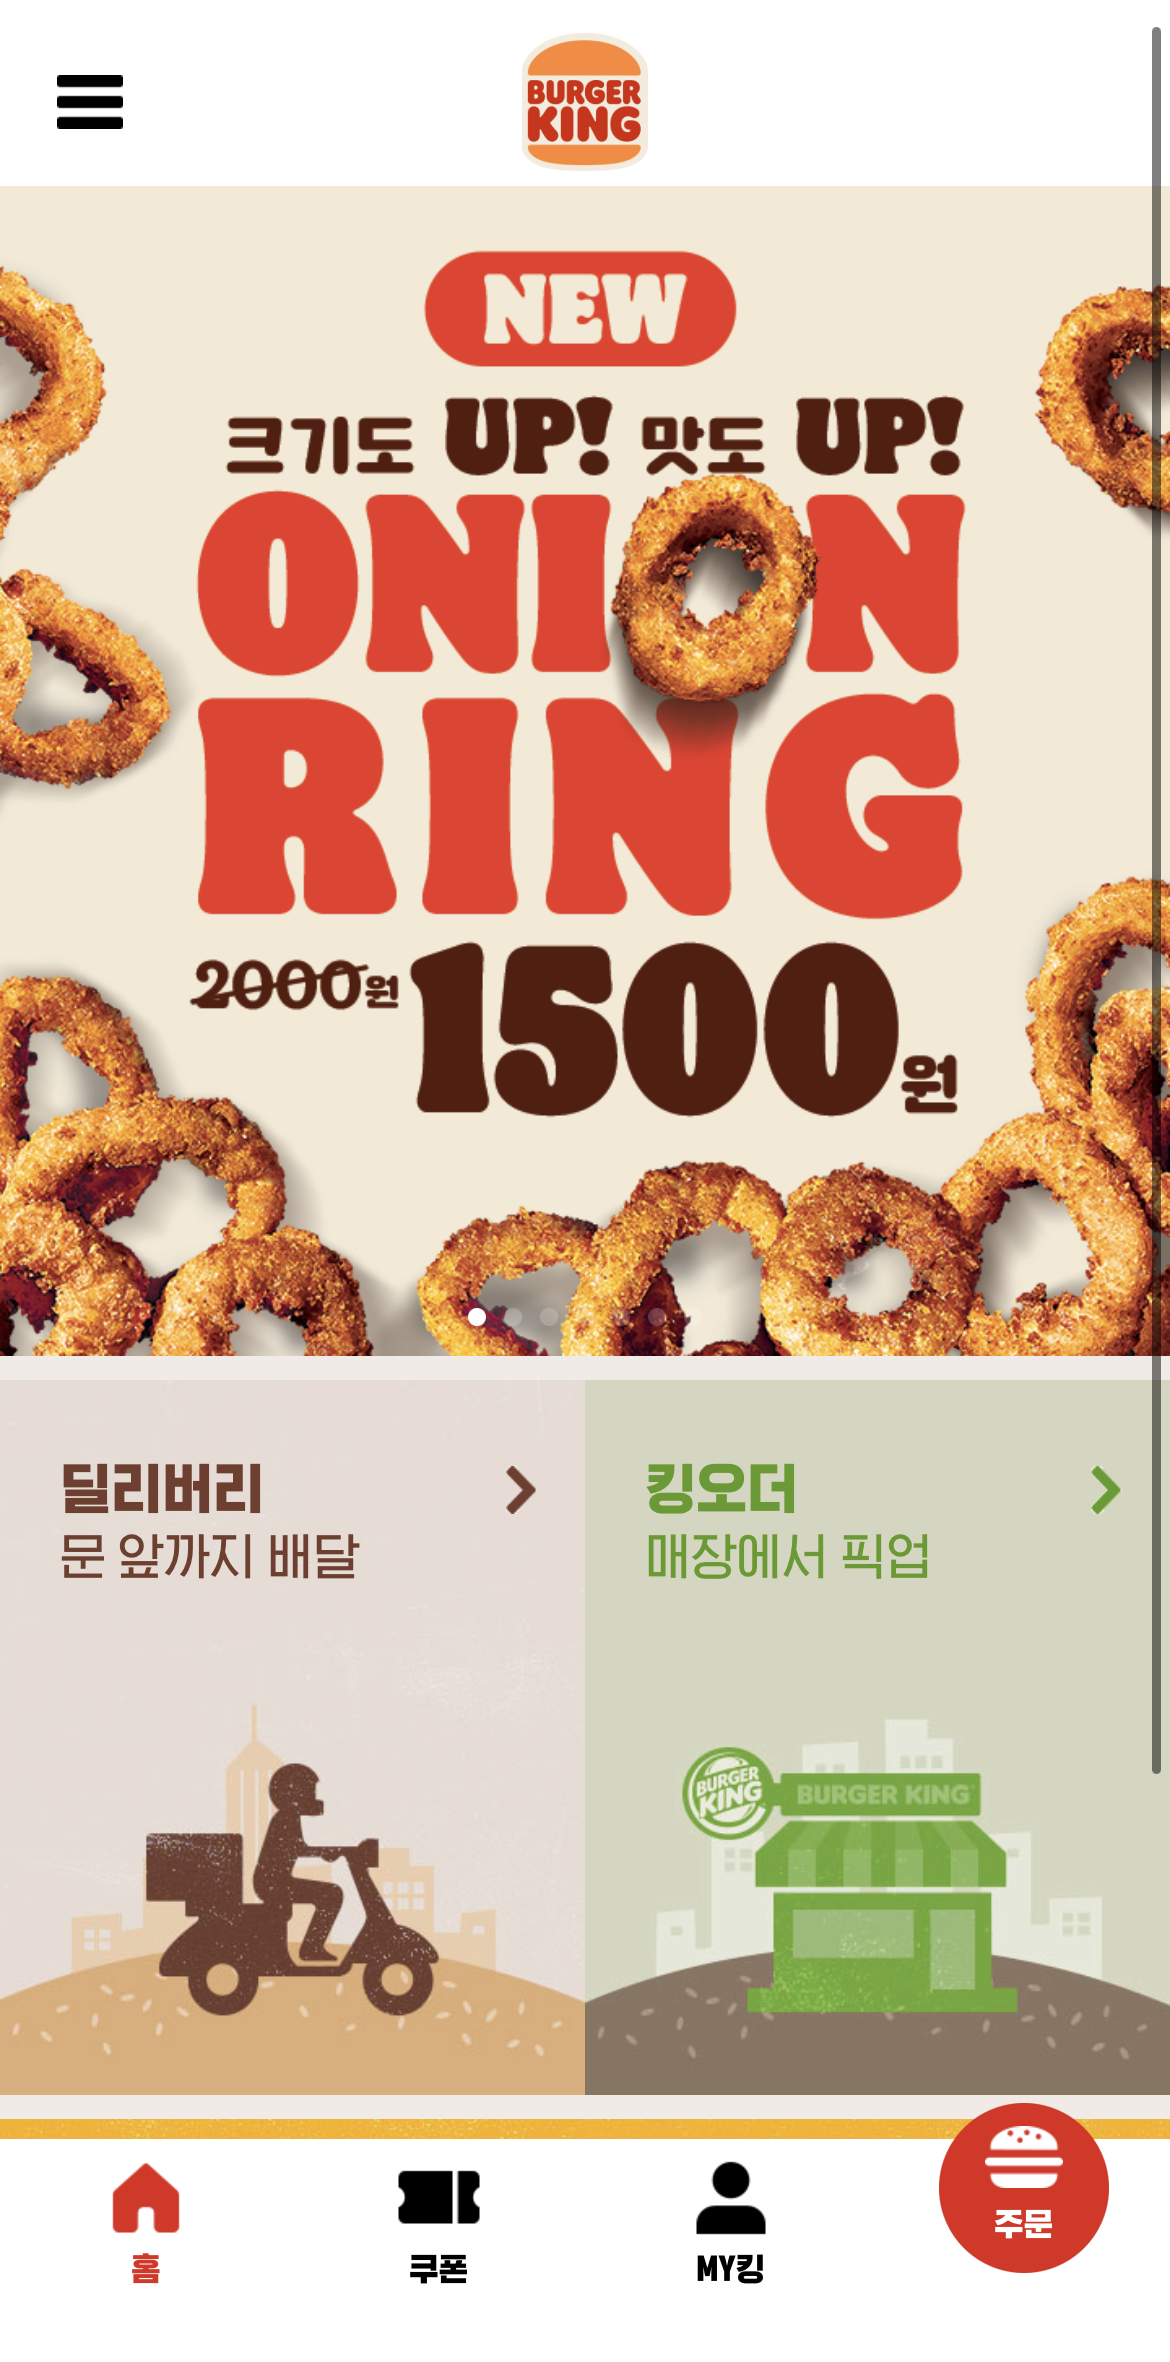 BURGER
KING
NEW
크기도 UP! 맛도 UP!
ONION
RING
2000원 1500원
딜리버리
문 앞까지 배달
킹오더
매장에서 픽업
BURGER
KING
BURGER KING
홈
쿠폰
MY킹
주문